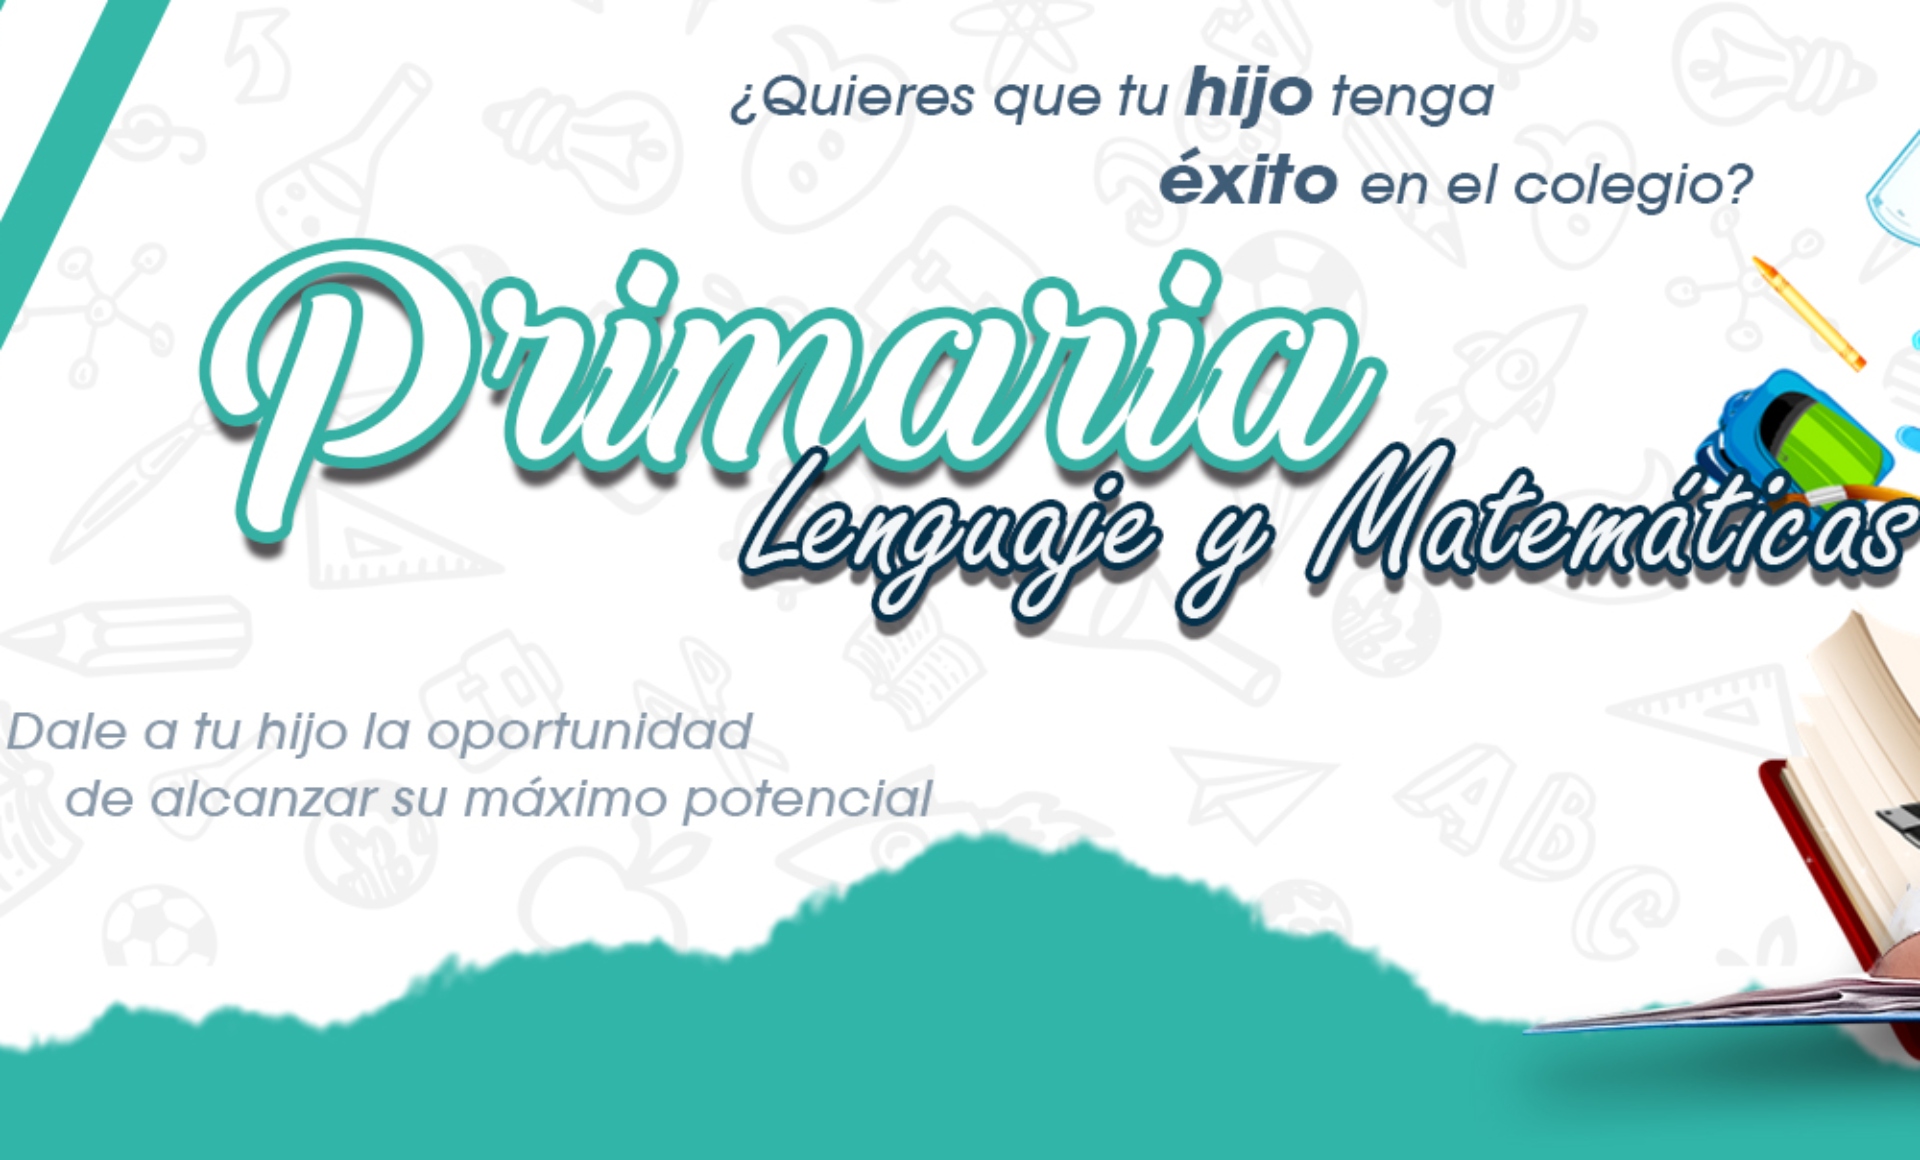 ¿Quieres que tu hijo tenga
éxito en el colegio?
Primaria
Lenguaje y Matemáticas
Dale a tu hijo la oportunidad
de alcanzar su máximo potencial
A B C